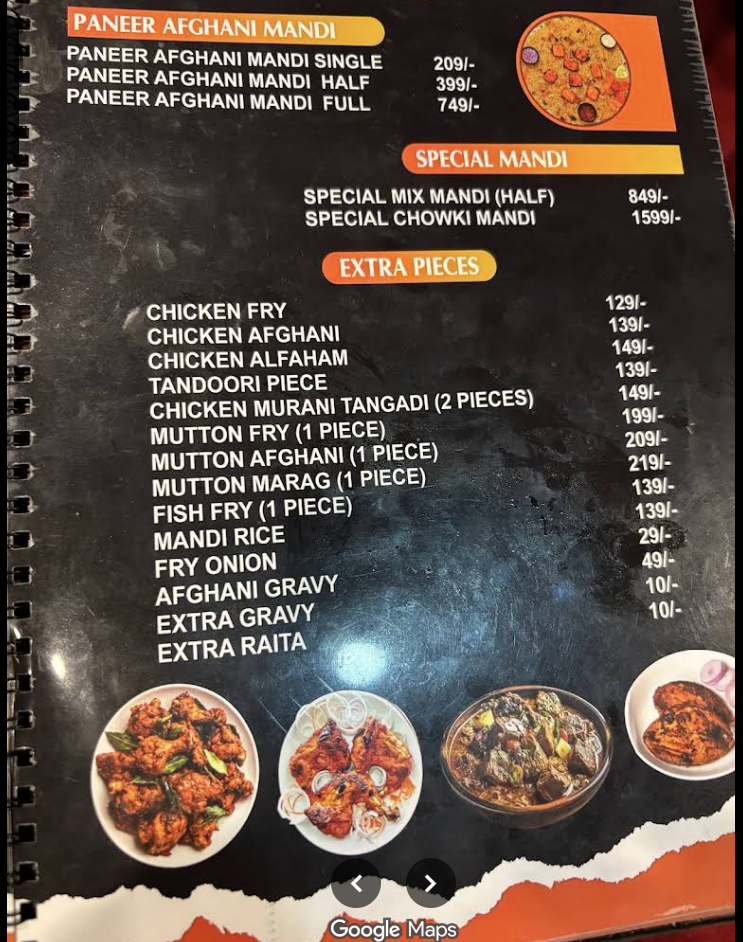 PANEER AFGHANI MANDI
PANEER AFGHANI MANDI SINGLE 209/-
PANEER AFGHANI MANDI HALF 399/-
PANEER AFGHANI MANDI FULL 749/-
SPECIAL MANDI
SPECIAL MIX MANDI (HALF) 849/-
SPECIAL CHOWKI MANDI 1599/-
EXTRA PIECES
CHICKEN FRY 129/-
CHICKEN AFGHANI 139/-
CHICKEN ALFAHAM 149/-
TANDOORI PIECE 139/-
CHICKEN MURANI TANGADI (2 PIECES) 149/-
MUTTON FRY (1 PIECE) 199/-
MUTTON AFGHANI (1 PIECE) 209/-
MUTTON MARAG (1 PIECE) 219/-
FISH FRY (1 PIECE) 139/-
MANDI RICE 139/-
FRY ONION 29/-
AFGHANI GRAVY 49/-
EXTRA GRAVY 10/-
EXTRA RAITA 10/-
Google Maps